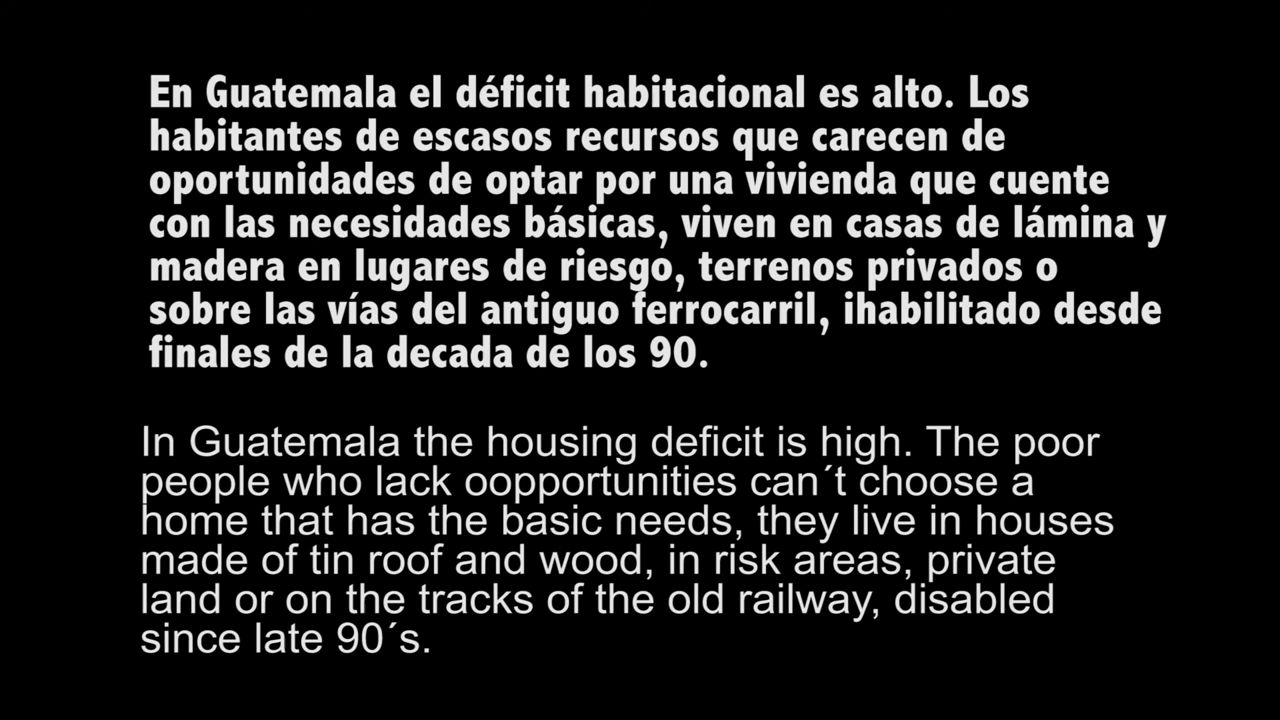 En Guatemala el déficit habitacional es alto. Los
habitantes de escasos recursos que carecen de
oportunidades de optar por una vivienda que cuente
con las necesidades básicas, viven en casas de lámina y
madera en lugares de riesgo, terrenos privados o
sobre las vías del antiguo ferrocarril, ihabilitado desde
finales de la decada de los 90.
In Guatemala the housing deficit is high. The poor
people who lack oopportunities can´t choose a
home that has the basic needs, they live in houses
made of tin roof and wood, in risk areas, private
land or on the tracks of the old railway, disabled
since late 90´s.